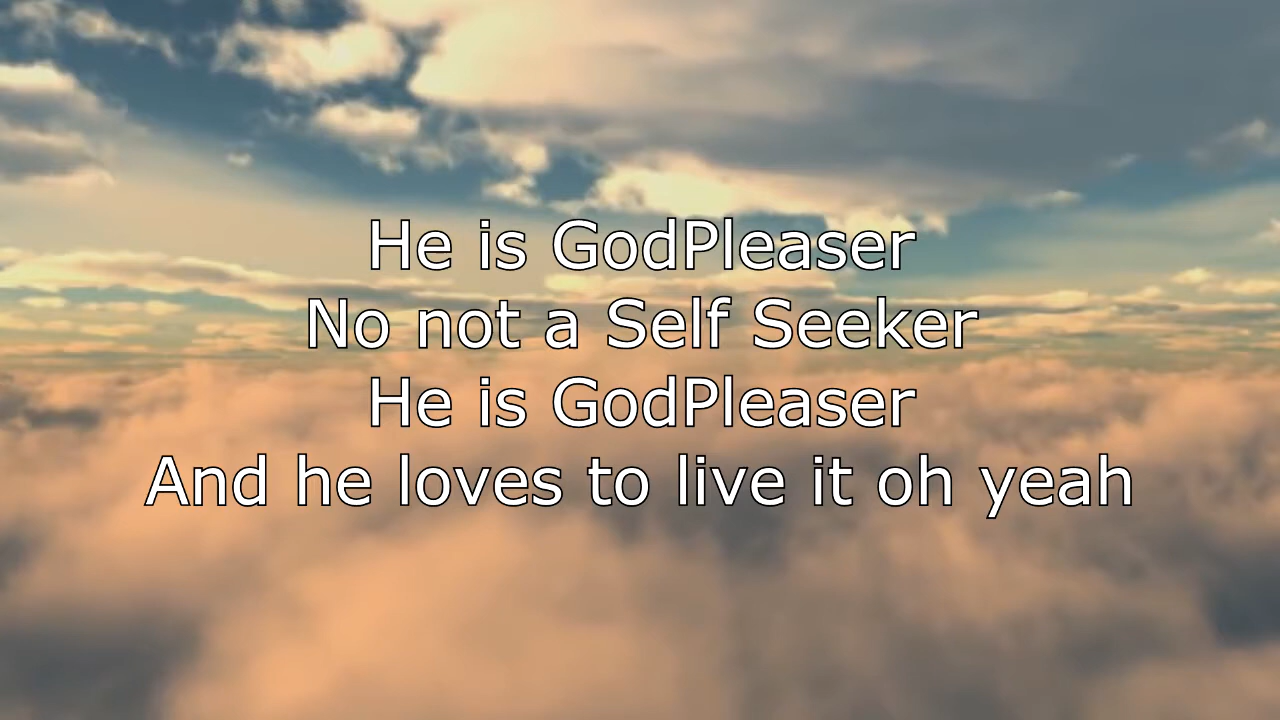 He is GodPleaser
No not a Self Seeker
He is GodPleaser
And he loves to live it oh yeah